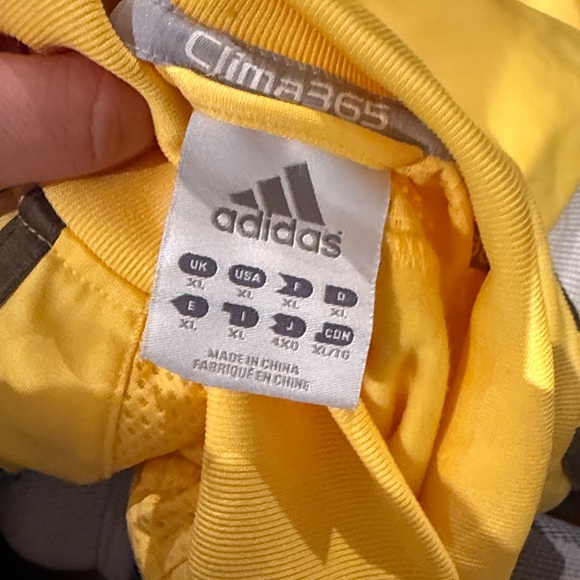 Clima365
adidas
UK USA F D
XL XL XL XL
E I J CDN
XL XL 4XO XL/TG
MADE IN CHINA
FABRIQUÉ EN CHINE